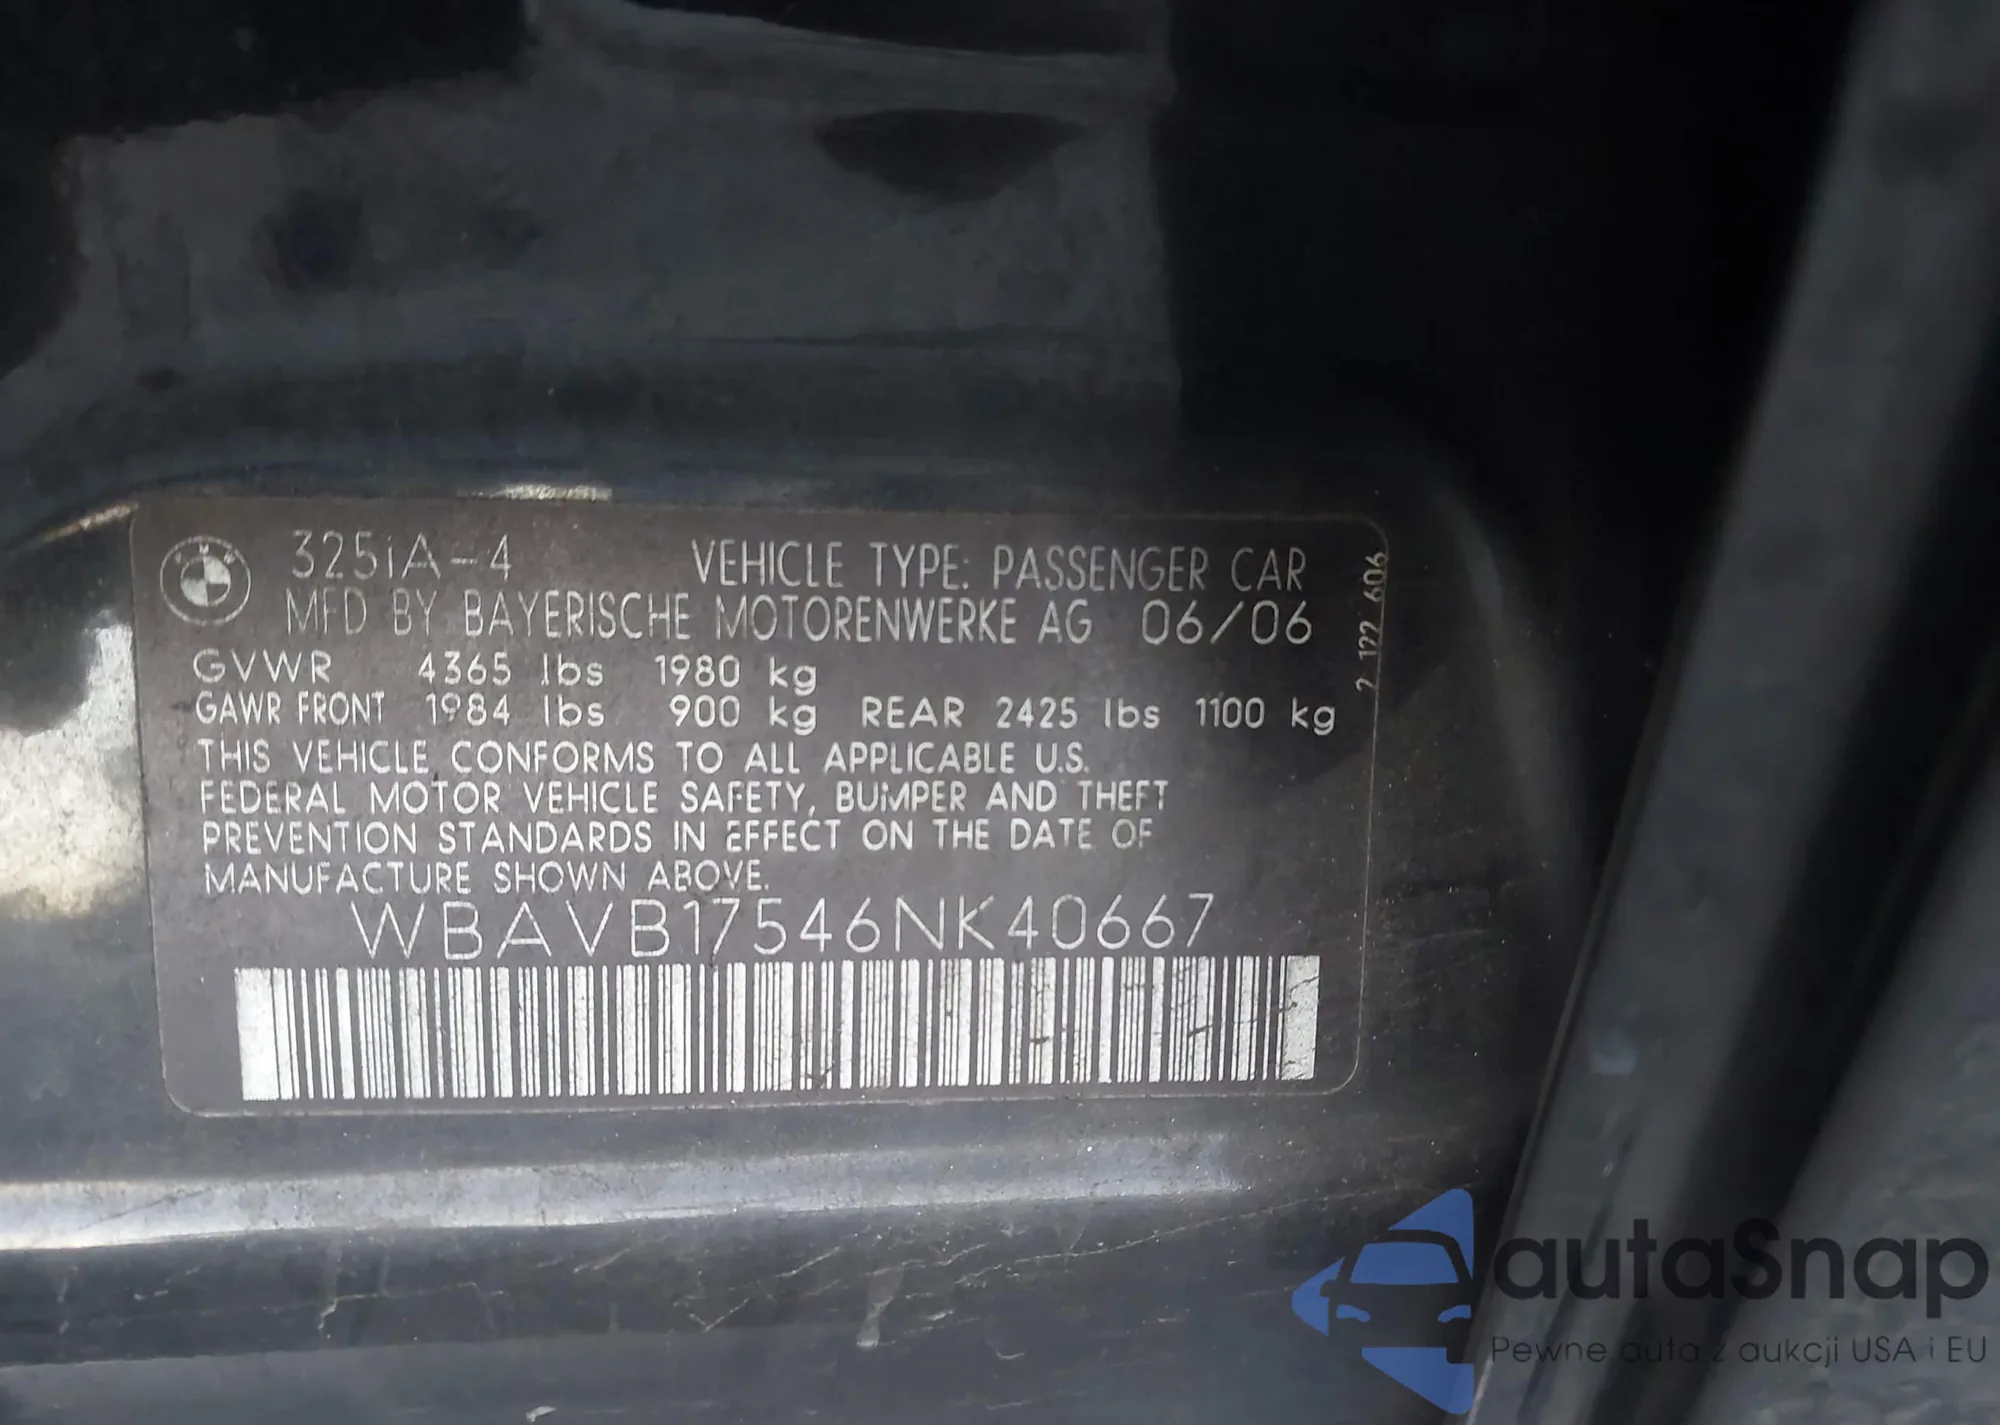 325iA-4 VEHICLE TYPE: PASSENGER CAR
MFD BY BAYERISCHE MOTORENWERKE AG 06/06
GVWR 4365 lbs 1980 kg
GAWR FRONT 1984 lbs 900 kg REAR 2425 lbs 1100 kg
THIS VEHICLE CONFORMS TO ALL APPLICABLE U.S.
FEDERAL MOTOR VEHICLE SAFETY, BUMPER AND THEFT
PREVENTION STANDARDS IN EFFECT ON THE DATE OF
MANUFACTURE SHOWN ABOVE.
WBAVB17546NK40667
7 122 606
autaSnap
Pewne auta z aukcji USA i EU